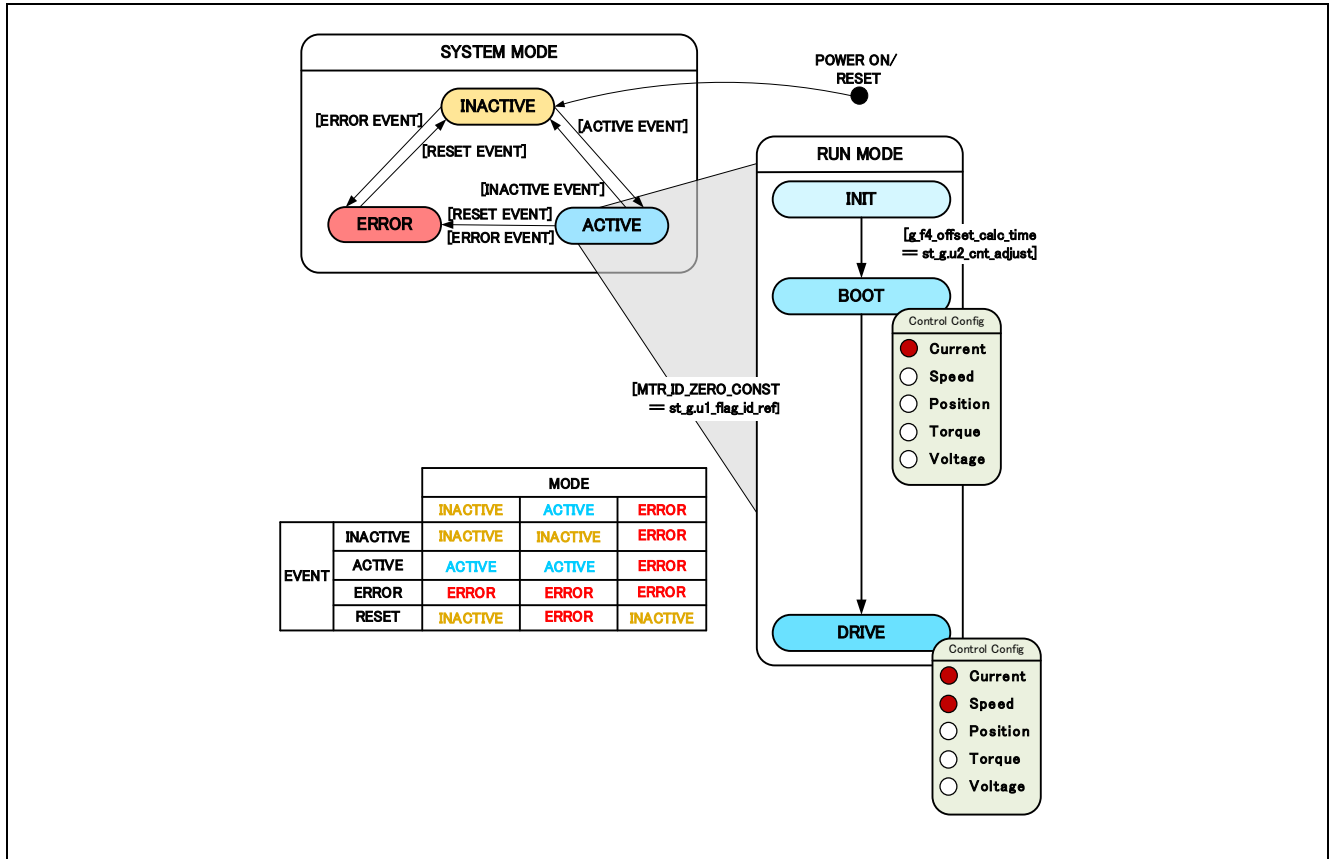 SYSTEM MODE
POWER ON/
RESET
INACTIVE
[ERROR EVENT]
[ACTIVE EVENT]
[RESET EVENT]
[INACTIVE EVENT]
[RESET EVENT]
ERROR
ACTIVE
[ERROR EVENT]
RUN MODE
INIT
[g_f4_offset_calc_time
== st_g.u2_cnt_adjust]
BOOT
Control Config
Current
Speed
Position
Torque
Voltage
[MTR_ID_ZERO_CONST
== st_g.u1_flag_id_ref]
DRIVE
Control Config
Current
Speed
Position
Torque
Voltage
MODE
INACTIVE ACTIVE ERROR
EVENT
INACTIVE INACTIVE INACTIVE ERROR
ACTIVE ACTIVE ACTIVE ERROR
ERROR ERROR ERROR ERROR
RESET INACTIVE ERROR INACTIVE